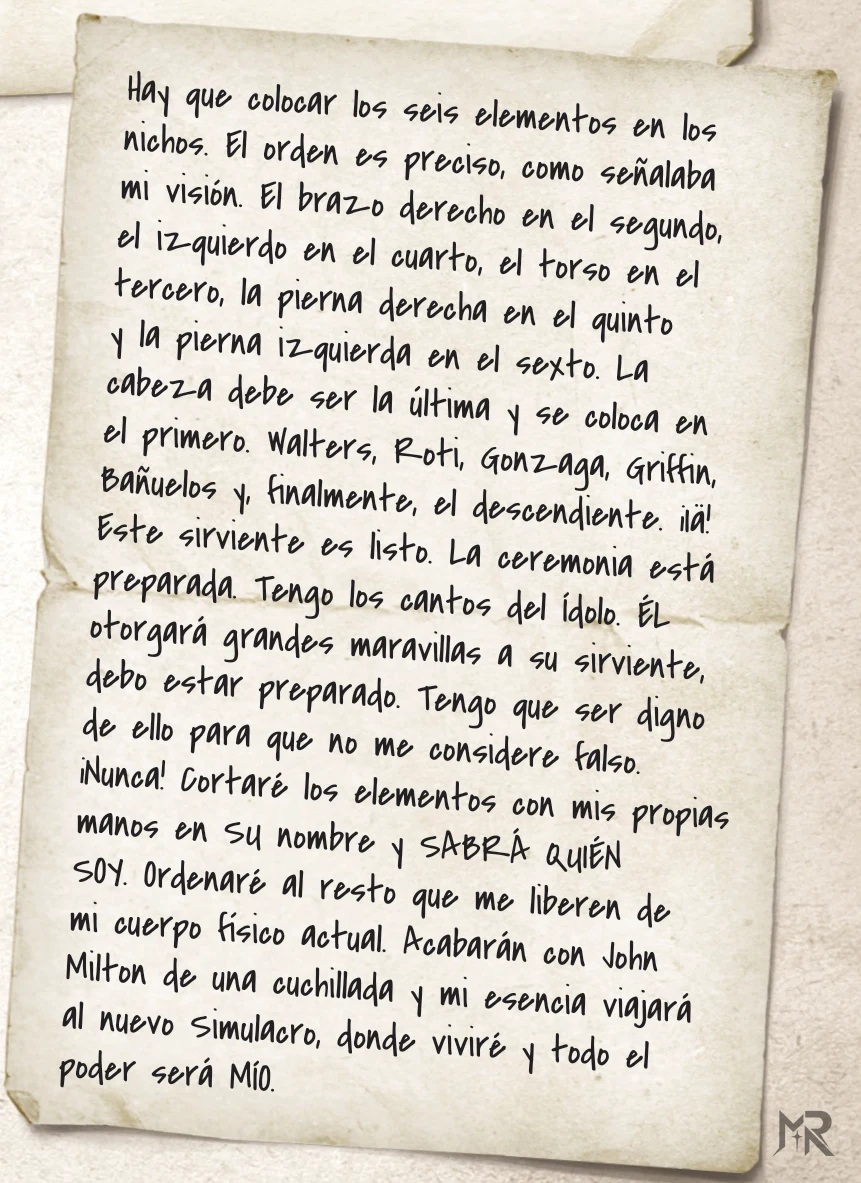 Hay que colocar los seis elementos en los
nichos. El orden es preciso, como señalaba
mi visión. El brazo derecho en el segundo,
el izquierdo en el cuarto, el torso en el
tercero, la pierna derecha en el quinto
y la pierna izquierda en el sexto. La
cabeza debe ser la última y se coloca en
el primero. Walters, Roti, Gonzaga, Griffin,
Bañuelos y, finalmente, el descendiente. ¡iä!
Este sirviente es listo. La ceremonia está
preparada. Tengo los cantos del Ídolo. ÉL
otorgará grandes maravillas a su sirviente,
debo estar preparado. Tengo que ser digno
de ello para que no me considere falso.
¡Nunca! Cortaré los elementos con mis propias
manos en SU nombre y SABRÁ QUIÉN
SOY. Ordenaré al resto que me liberen de
mi cuerpo físico actual. Acabarán con John
Milton de una cuchillada y mi esencia viajará
al nuevo Simulacro, donde viviré y todo el
poder será MÍO.
MR